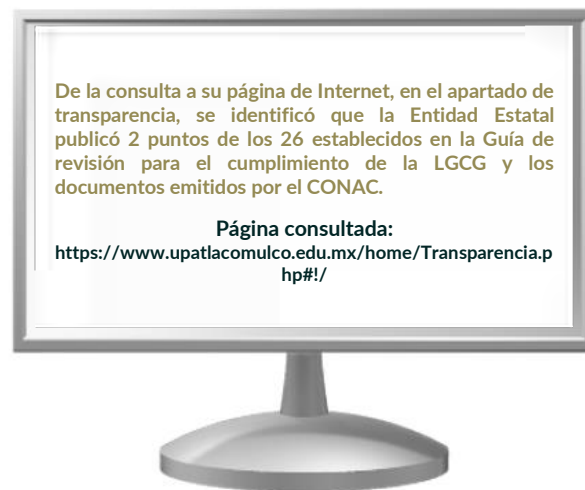 De la consulta a su página de Internet, en el apartado de
transparencia, se identificó que la Entidad Estatal
publicó 2 puntos de los 26 establecidos en la Guía de
revisión para el cumplimiento de la LGCG y los
documentos emitidos por el CONAC.
Página consultada:
https://www.upatlacomulco.edu.mx/home/Transparencia.p
hp#!/